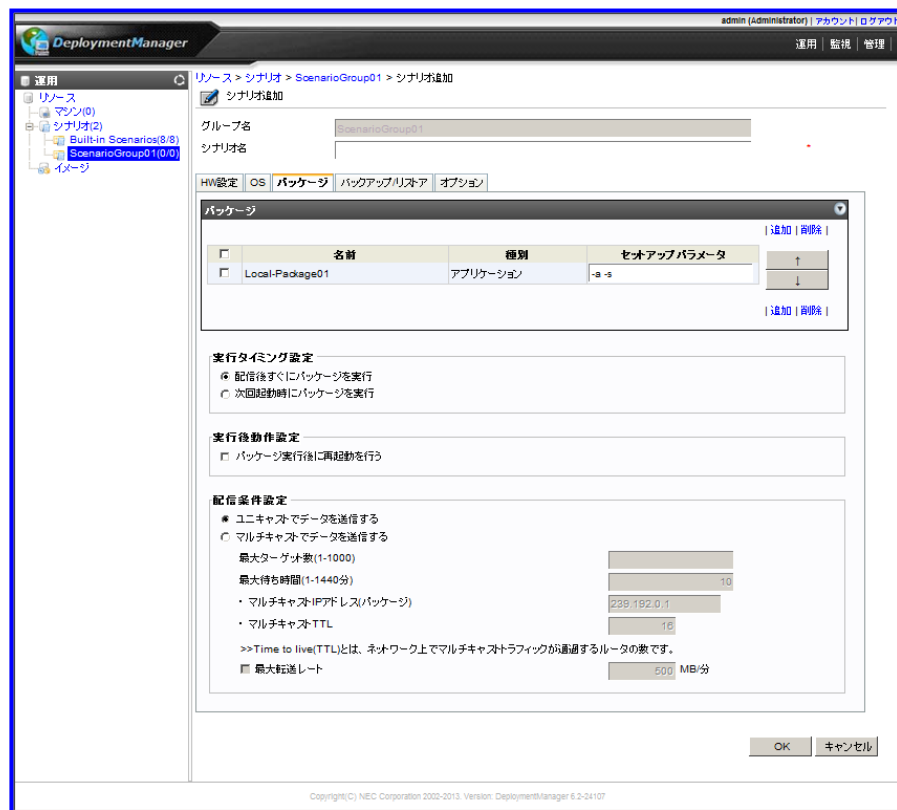 admin (Administrator) | アカウント | ログアウト
DeploymentManager
運用 | 監視 | 管理 |
運用
リソース > シナリオ > ScenarioGroup01 > シナリオ追加
リソース
マシン(0)
シナリオ(2)
Built-in Scenarios(8/8)
ScenarioGroup01(0/0)
イメージ
シナリオ追加
グループ名 ScenarioGroup01
シナリオ名 *
HW設定 OS パッケージ バックアップ/リストア オプション
パッケージ
| 追加 | 削除 |
名前 種別 セットアップパラメータ ↑
Local-Package01 アプリケーション -a -s ↓
| 追加 | 削除 |
実行タイミング設定
配信後すぐにパッケージを実行
次回起動時にパッケージを実行
実行後動作設定
パッケージ実行後に再起動を行う
配信条件設定
ユニキャストでデータを送信する
マルチキャストでデータを送信する
最大ターゲット数(1-1000)
最大待ち時間(1-1440分) 10
・マルチキャストIPアドレス(パッケージ) 239.192.0.1
・マルチキャストTTL 16
>>Time to live(TTL)とは、ネットワーク上でマルチキャストトラフィックが通過するルータの数です。
最大転送レート 500 MB/分
OK キャンセル
Copyright(C) NEC Corporation 2002-2013. Version: DeploymentManager 6.2-24107